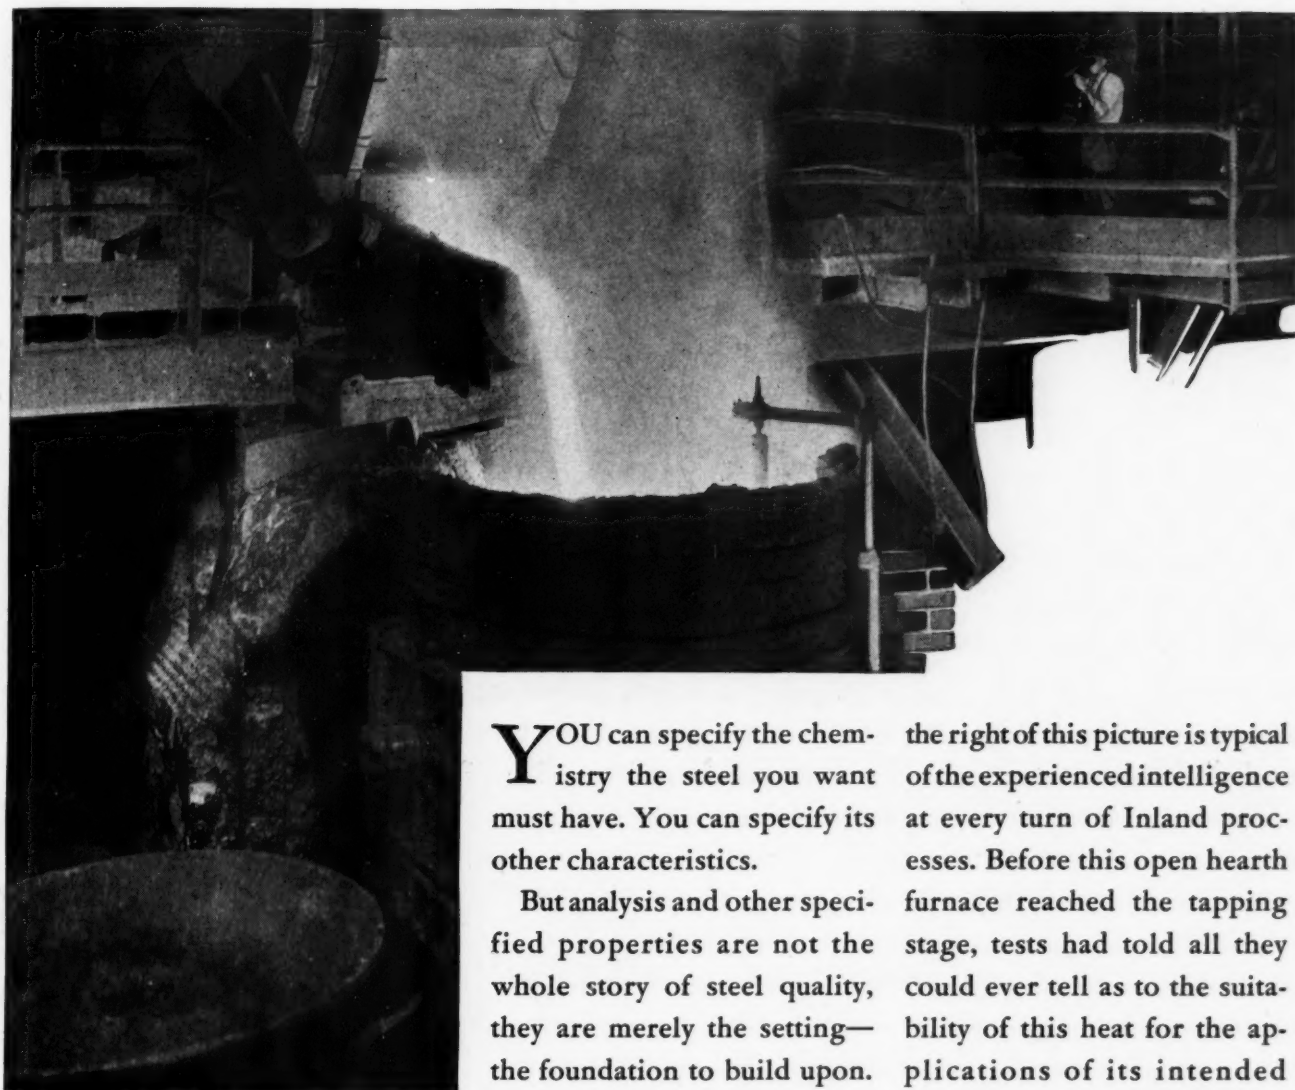 YOU can specify the chem-
istry the steel you want
must have. You can specify its
other characteristics.
But analysis and other speci-
fied properties are not the
whole story of steel quality,
they are merely the setting—
the foundation to build upon.
the right of this picture is typical
of the experienced intelligence
at every turn of Inland proc-
esses. Before this open hearth
furnace reached the tapping
stage, tests had told all they
could ever tell as to the suita-
bility of this heat for the ap-
plications of its intended